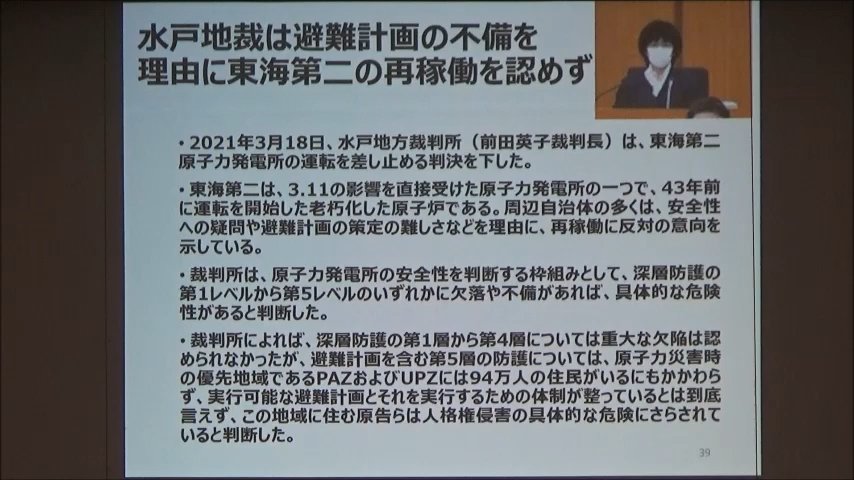 水戸地裁は避難計画の不備を
理由に東海第二の再稼働を認めず
・2021年3月18日、水戸地方裁判所（前田英子裁判長）は、東海第二
原子力発電所の運転を差し止める判決を下した。
・東海第二は、3.11の影響を直接受けた原子力発電所の一つで、43年前
に運転を開始した老朽化した原子炉である。周辺自治体の多くは、安全性
への疑問や避難計画の策定の難しさなどを理由に、再稼働に反対の意向を
示している。
・裁判所は、原子力発電所の安全性を判断する枠組みとして、深層防護の
第1レベルから第5レベルのいずれかに欠落や不備があれば、具体的な危険
性があると判断した。
・裁判所によれば、深層防護の第1層から第4層については重大な欠陥は認
められなかったが、避難計画を含む第5層の防護については、原子力災害時
の優先地域であるPAZおよびUPZには94万人の住民がいるにもかかわら
ず、実行可能な避難計画とそれを実行するための体制が整っているとは到底
言えず、この地域に住む原告らは人格権侵害の具体的な危険にさらされて
いると判断した。
39